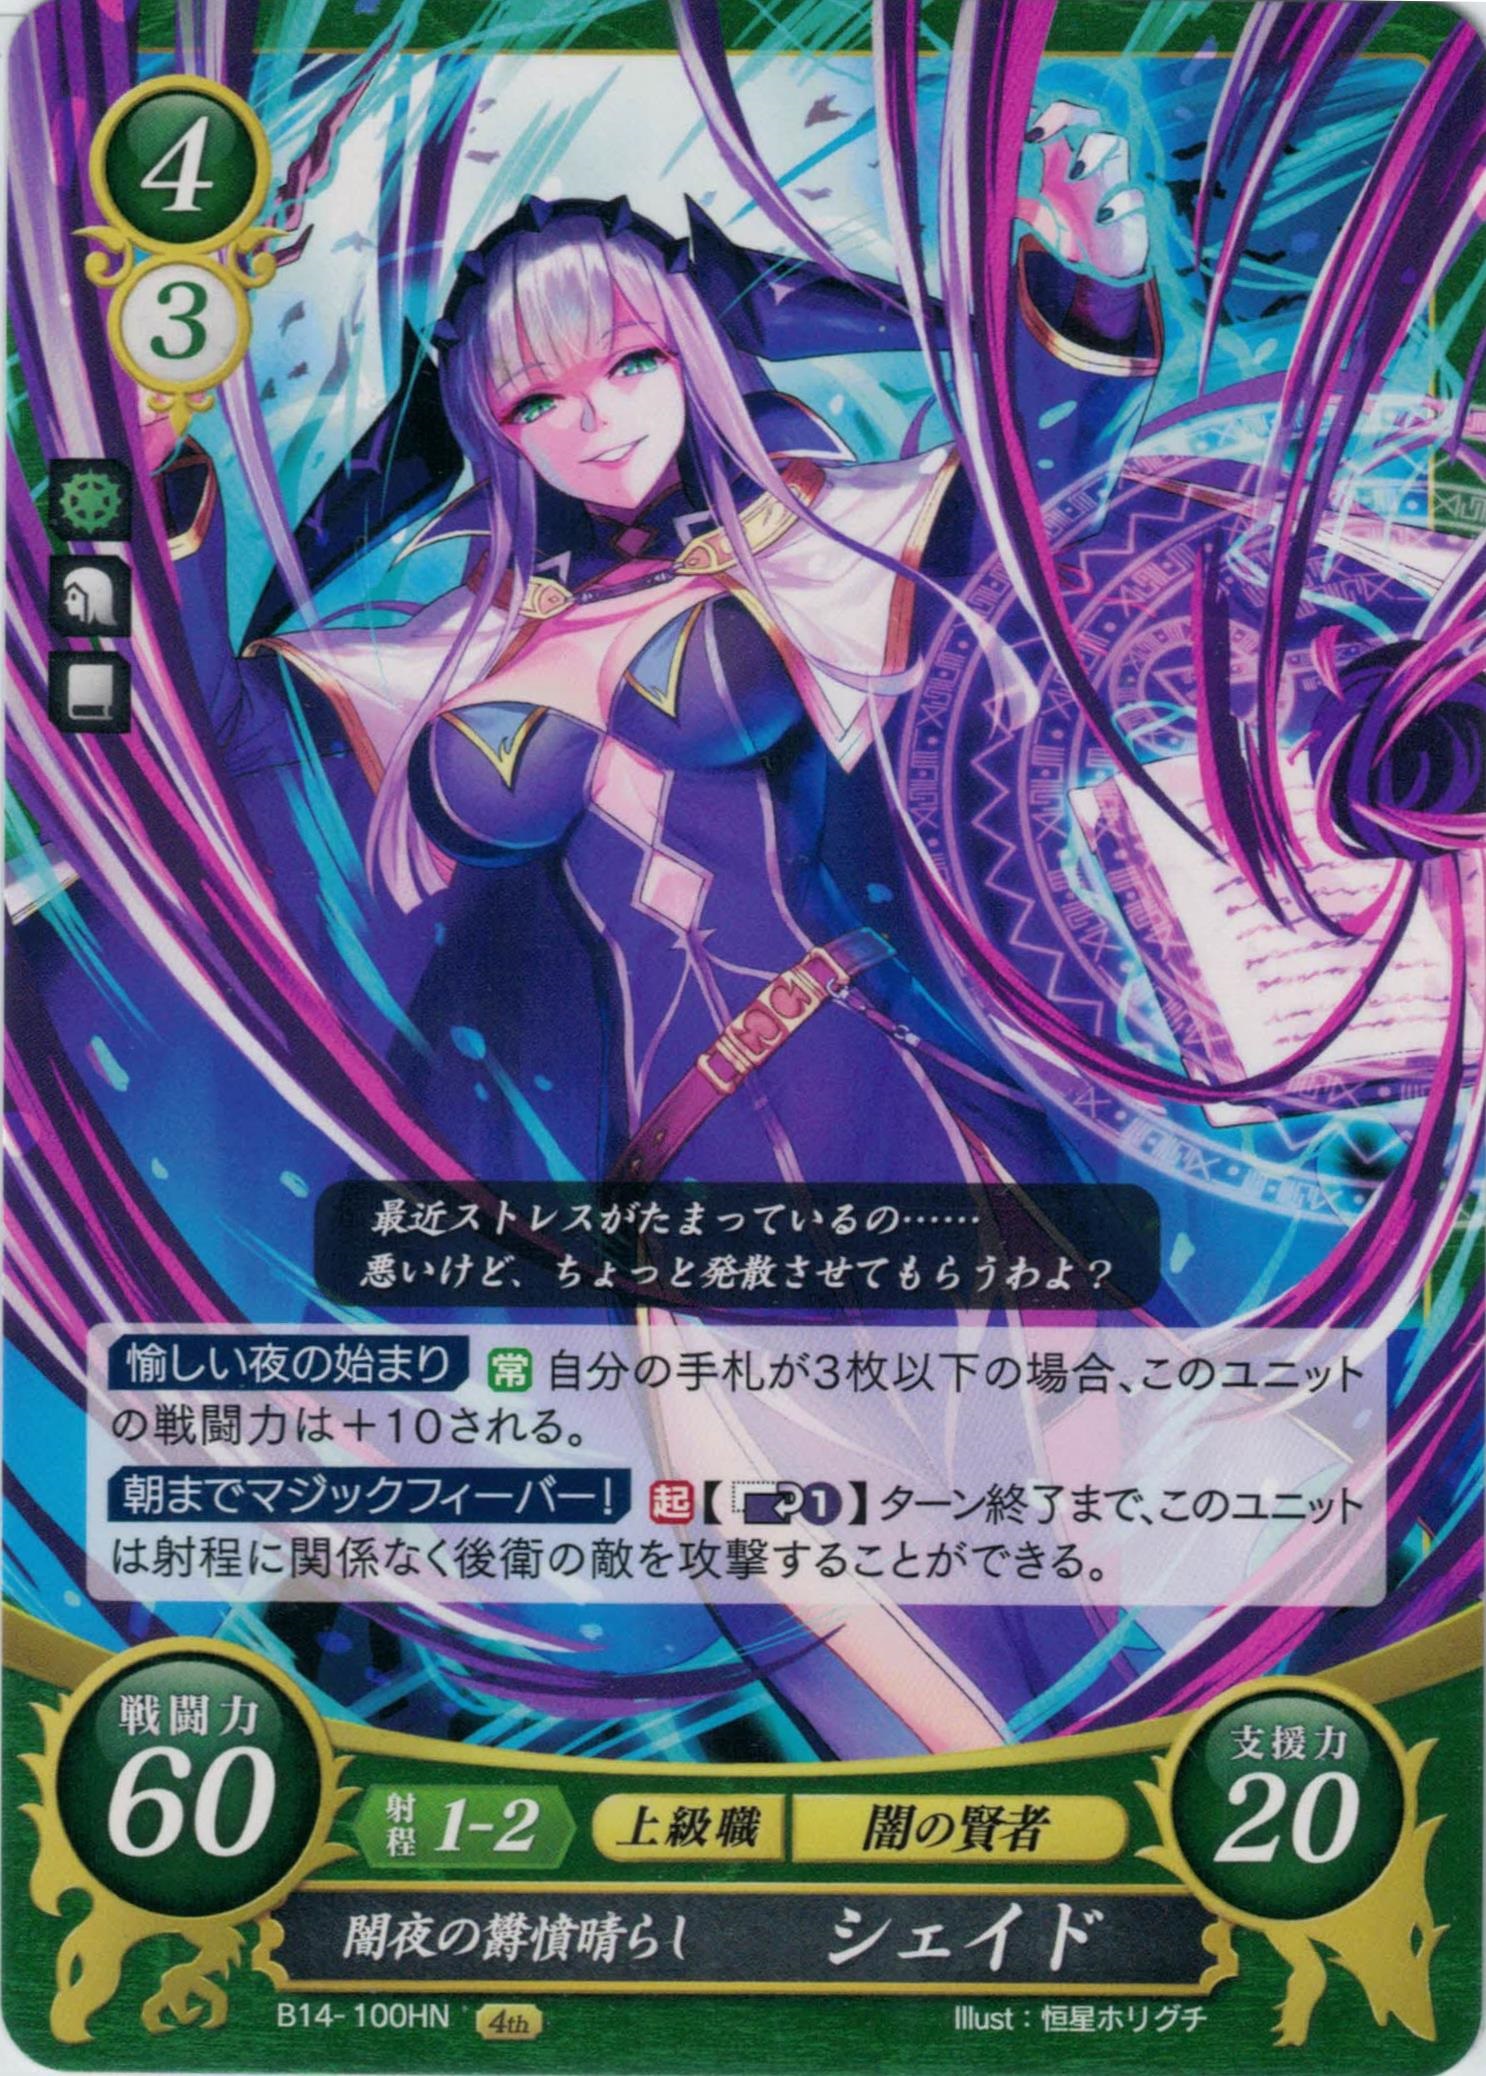 4
3
最近ストレスがたまっているの……
悪いけど、ちょっと発散させてもらうわよ？
愉しい夜の始まり 常 自分の手札が3枚以下の場合、このユニット
の戦闘力は＋10される。
朝までマジックフィーバー！ 起【1】ターン終了まで、このユニット
は射程に関係なく後衛の敵を攻撃することができる。
戦闘力
60
射程 1-2
上級職
闇の賢者
支援力
20
闇夜の欝憤晴らし シェイド
B14-100HN 4th
Illust：恒星ホリグチ